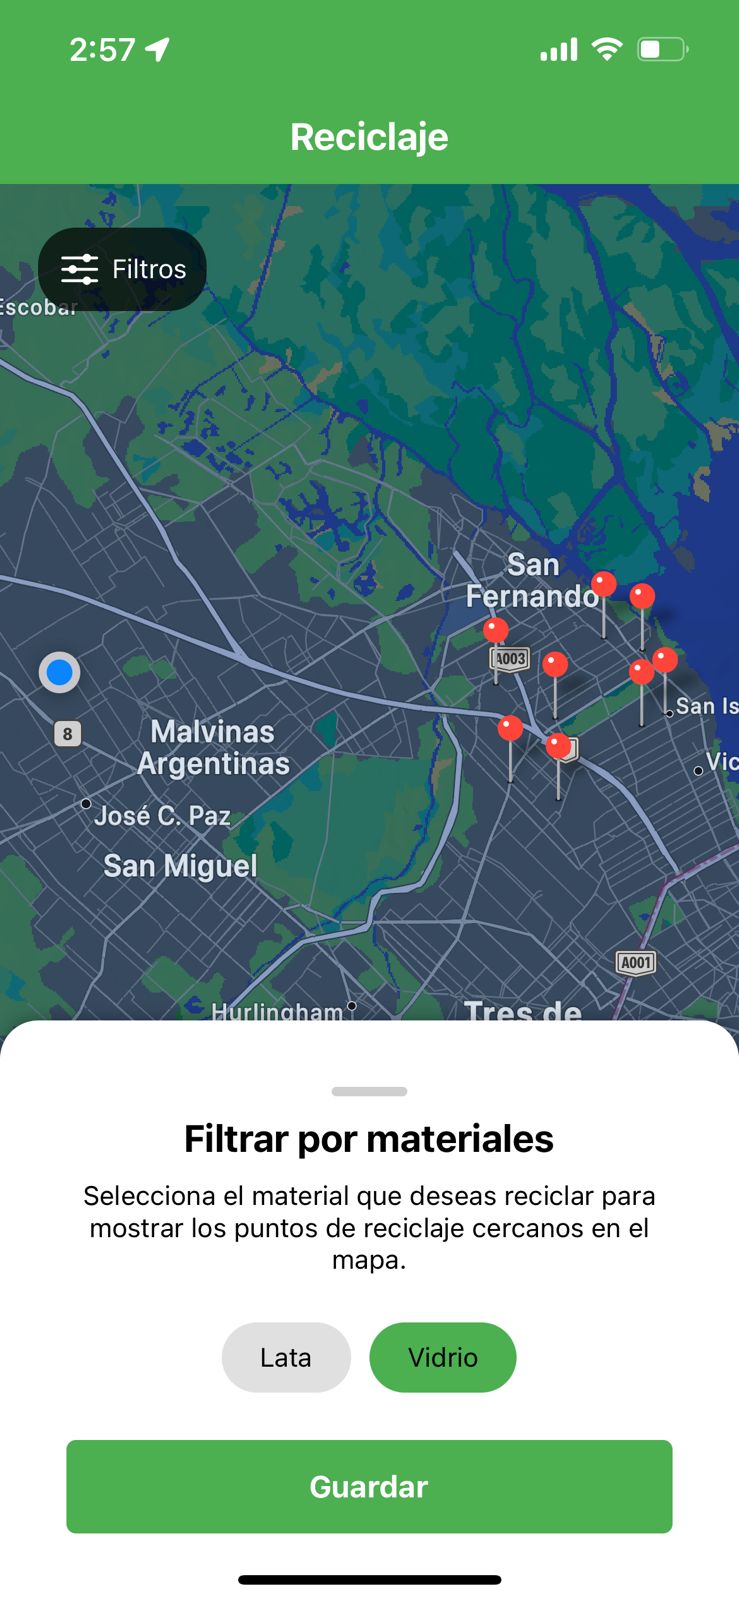 2:57
Reciclaje
Filtros
Escobar
San
Fernando
A003
San Is
8
Malvinas
Argentinas
Vic
José C. Paz
San Miguel
A001
Hurlingham
Tres de
Filtrar por materiales
Selecciona el material que deseas reciclar para
mostrar los puntos de reciclaje cercanos en el
mapa.
Lata
Vidrio
Guardar